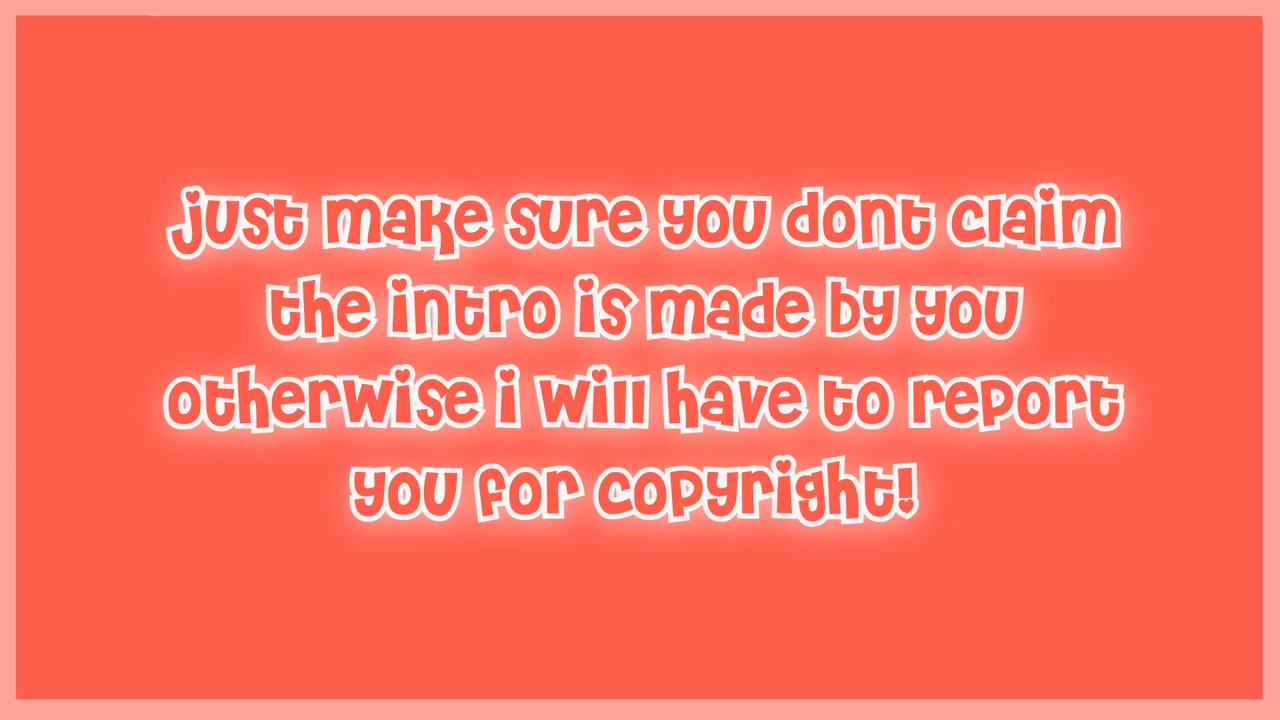 just make sure you dont claim
the intro is made by you
otherwise i will have to report
you for copyright!